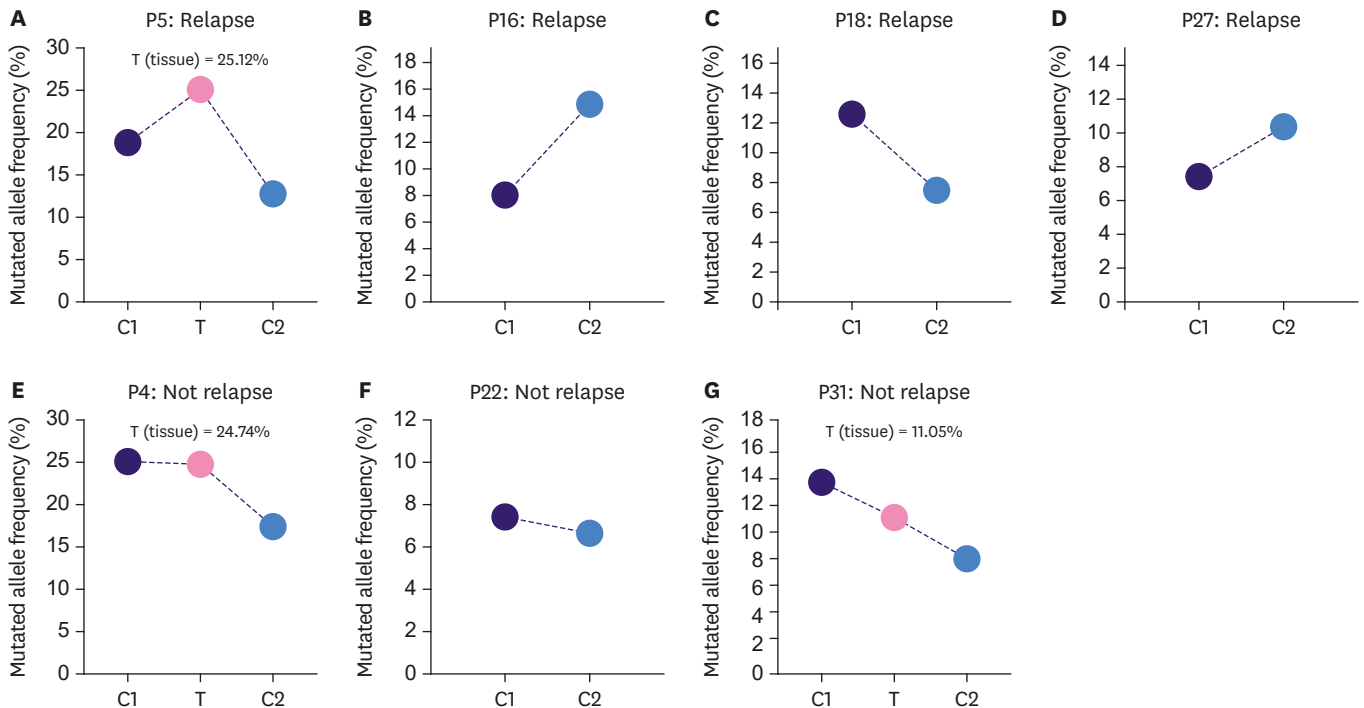 A
P5: Relapse
Mutated allele frequency (%)
30
25
20
15
10
5
0
T (tissue) = 25.12%
C1 T C2
B
P16: Relapse
Mutated allele frequency (%)
18
16
14
12
10
8
6
4
2
0
C1 C2
C
P18: Relapse
Mutated allele frequency (%)
16
14
12
10
8
6
4
2
0
C1 C2
D
P27: Relapse
Mutated allele frequency (%)
14
12
10
8
6
4
2
0
C1 C2
E
P4: Not relapse
Mutated allele frequency (%)
30
25
20
15
10
5
0
T (tissue) = 24.74%
C1 T C2
F
P22: Not relapse
Mutated allele frequency (%)
12
10
8
6
4
2
0
C1 C2
G
P31: Not relapse
Mutated allele frequency (%)
18
16
14
12
10
8
6
4
2
0
T (tissue) = 11.05%
C1 T C2